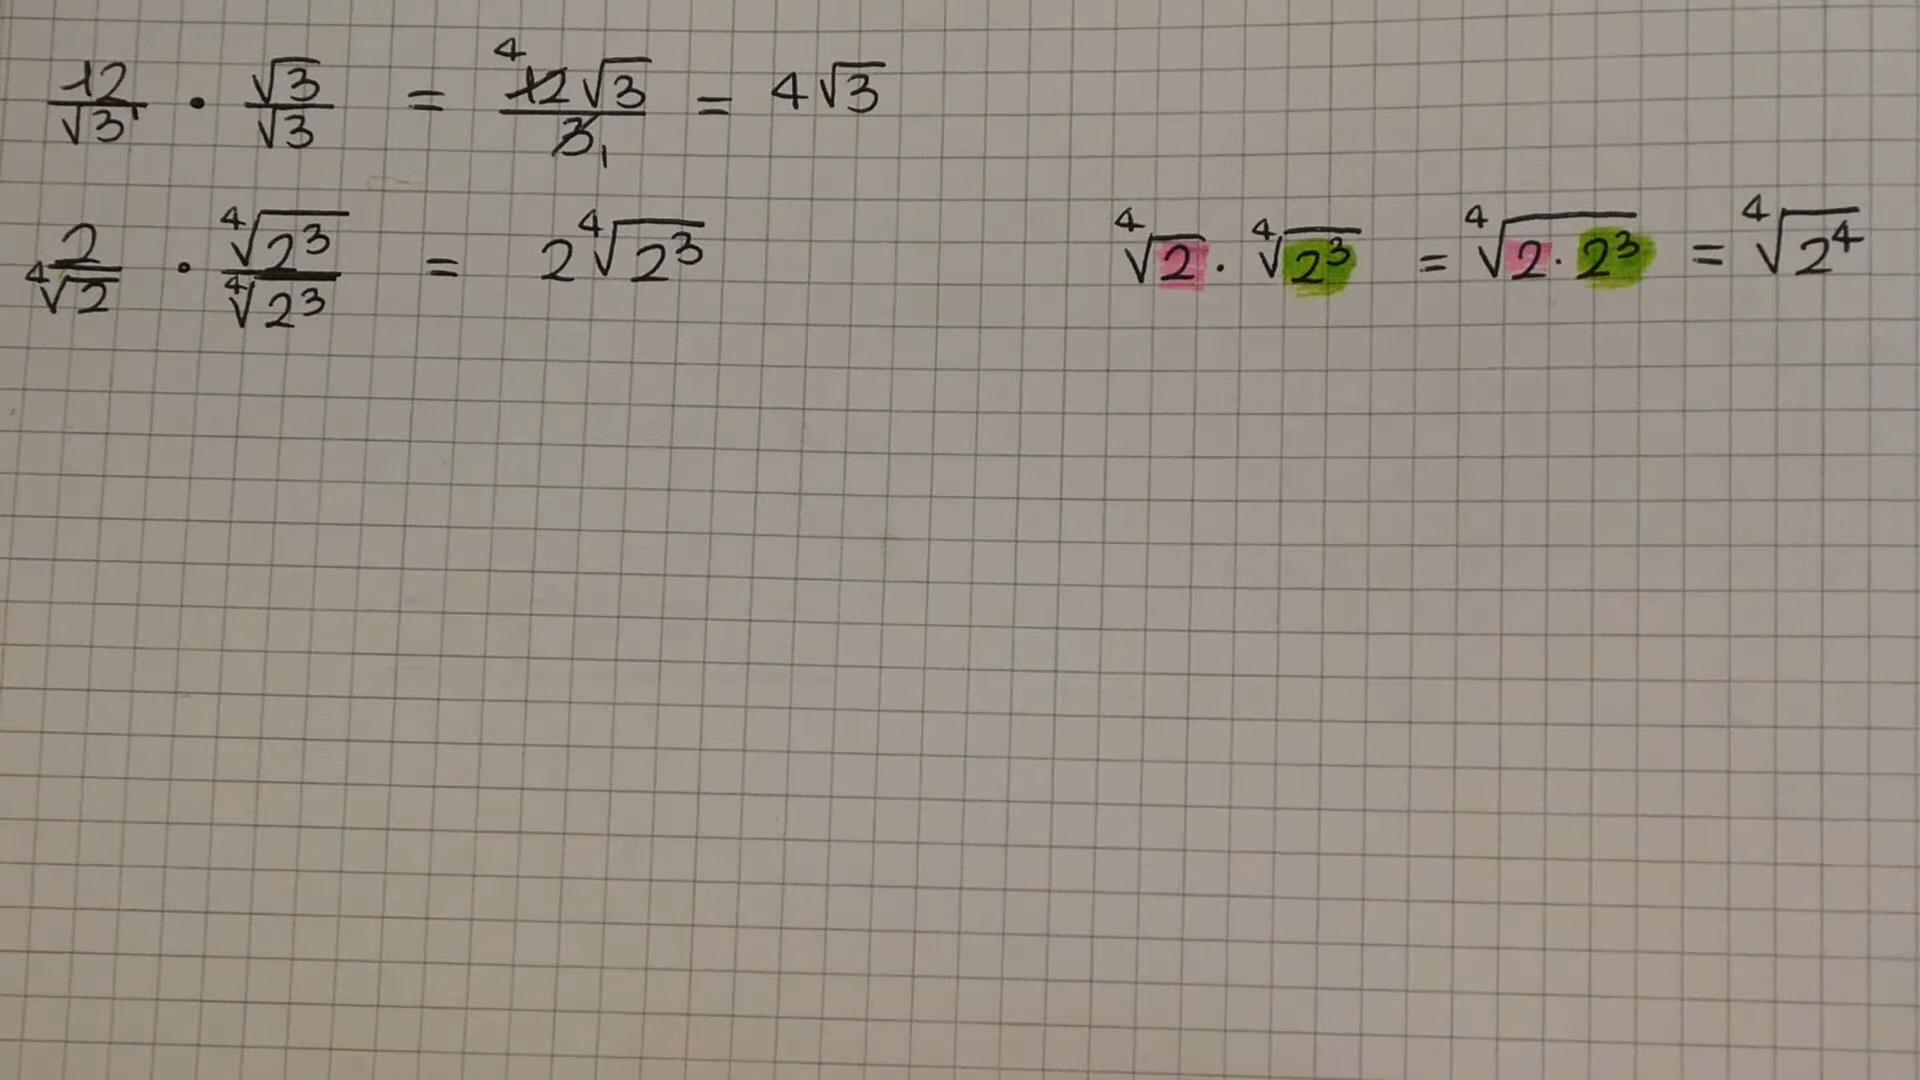 12/√3 · √3/√3 = 4 12√3/3 1 = 4√3
2/⁴√2 · ⁴√2³/⁴√2³ = 2 ⁴√2³
⁴√2 · ⁴√2³ = ⁴√2·2³ = ⁴√2⁴